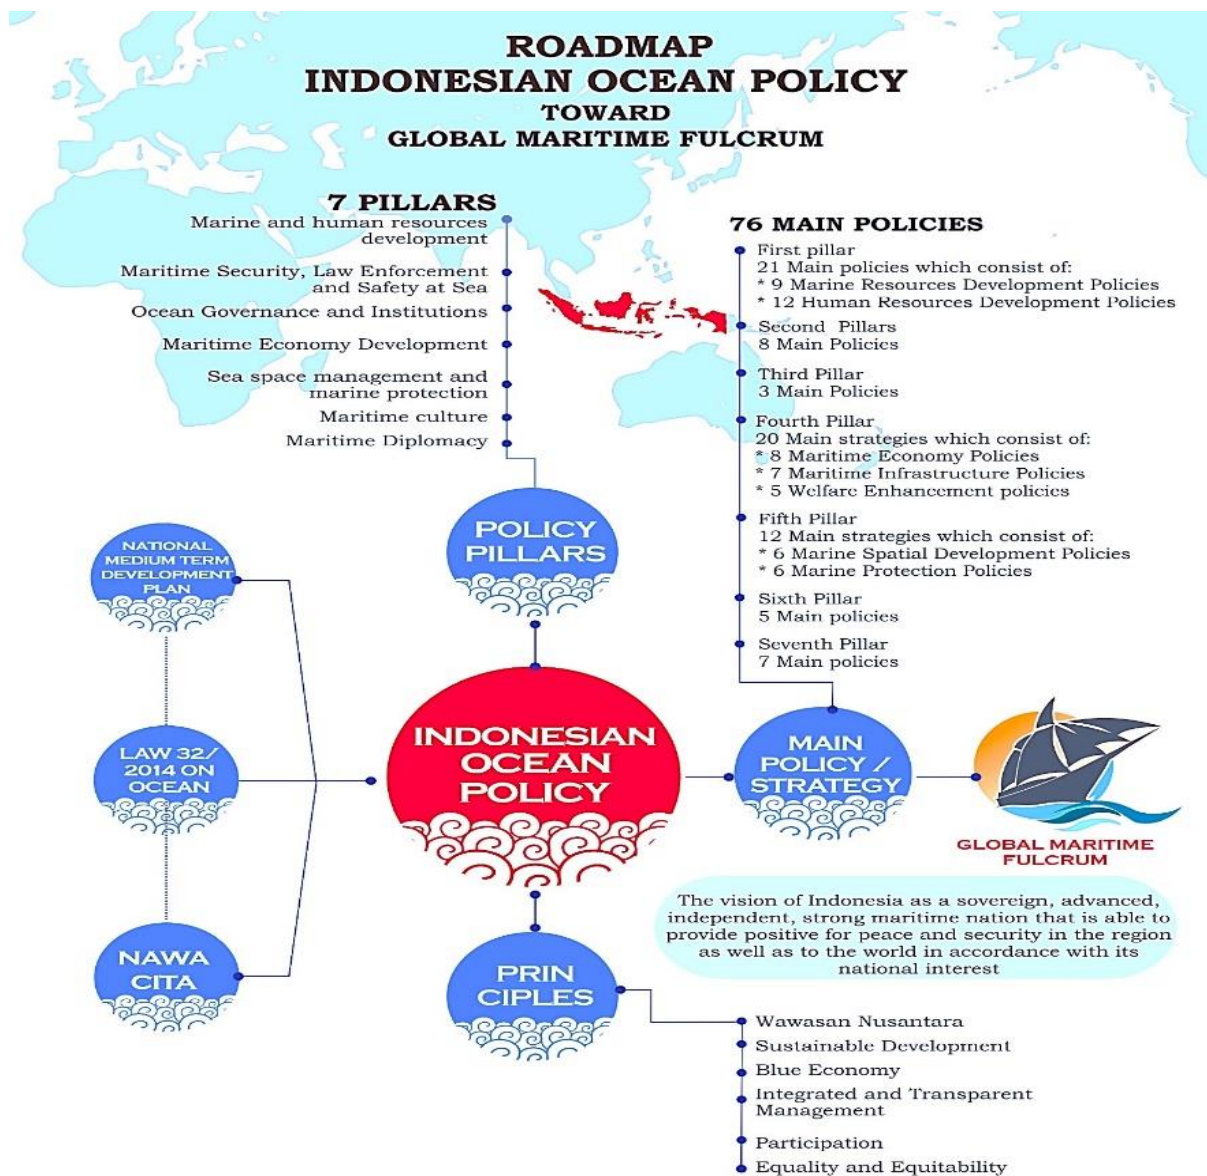 ROADMAP
INDONESIAN OCEAN POLICY
TOWARD
GLOBAL MARITIME FULCRUM
7 PILLARS
Marine and human resources
development
Maritime Security, Law Enforcement
and Safety at Sea
Ocean Governance and Institutions
Maritime Economy Development
Sea space management and
marine protection
Maritime culture
Maritime Diplomacy
76 MAIN POLICIES
First pillar
21 Main policies which consist of:
* 9 Marine Resources Development Policies
* 12 Human Resources Development Policies
Second Pillars
8 Main Policies
Third Pillar
3 Main Policies
Fourth Pillar
20 Main strategies which consist of:
* 8 Maritime Economy Policies
* 7 Maritime Infrastructure Policies
* 5 Welfare Enhancement policies
Fifth Pillar
12 Main strategies which consist of:
* 6 Marine Spatial Development Policies
* 6 Marine Protection Policies
Sixth Pillar
5 Main policies
Seventh Pillar
7 Main policies
POLICY
PILLARS
NATIONAL
MEDIUM TERM
DEVELOPMENT
PLAN
LAW 32/
2014 ON
OCEAN
NAWA
CITA
INDONESIAN
OCEAN
POLICY
MAIN
POLICY /
STRATEGY
GLOBAL MARITIME
FULCRUM
The vision of Indonesia as a sovereign, advanced,
independent, strong maritime nation that is able to
provide positive for peace and security in the region
as well as to the world in accordance with its
national interest
PRIN
CIPLES
Wawasan Nusantara
Sustainable Development
Blue Economy
Integrated and Transparent
Management
Participation
Equality and Equitability